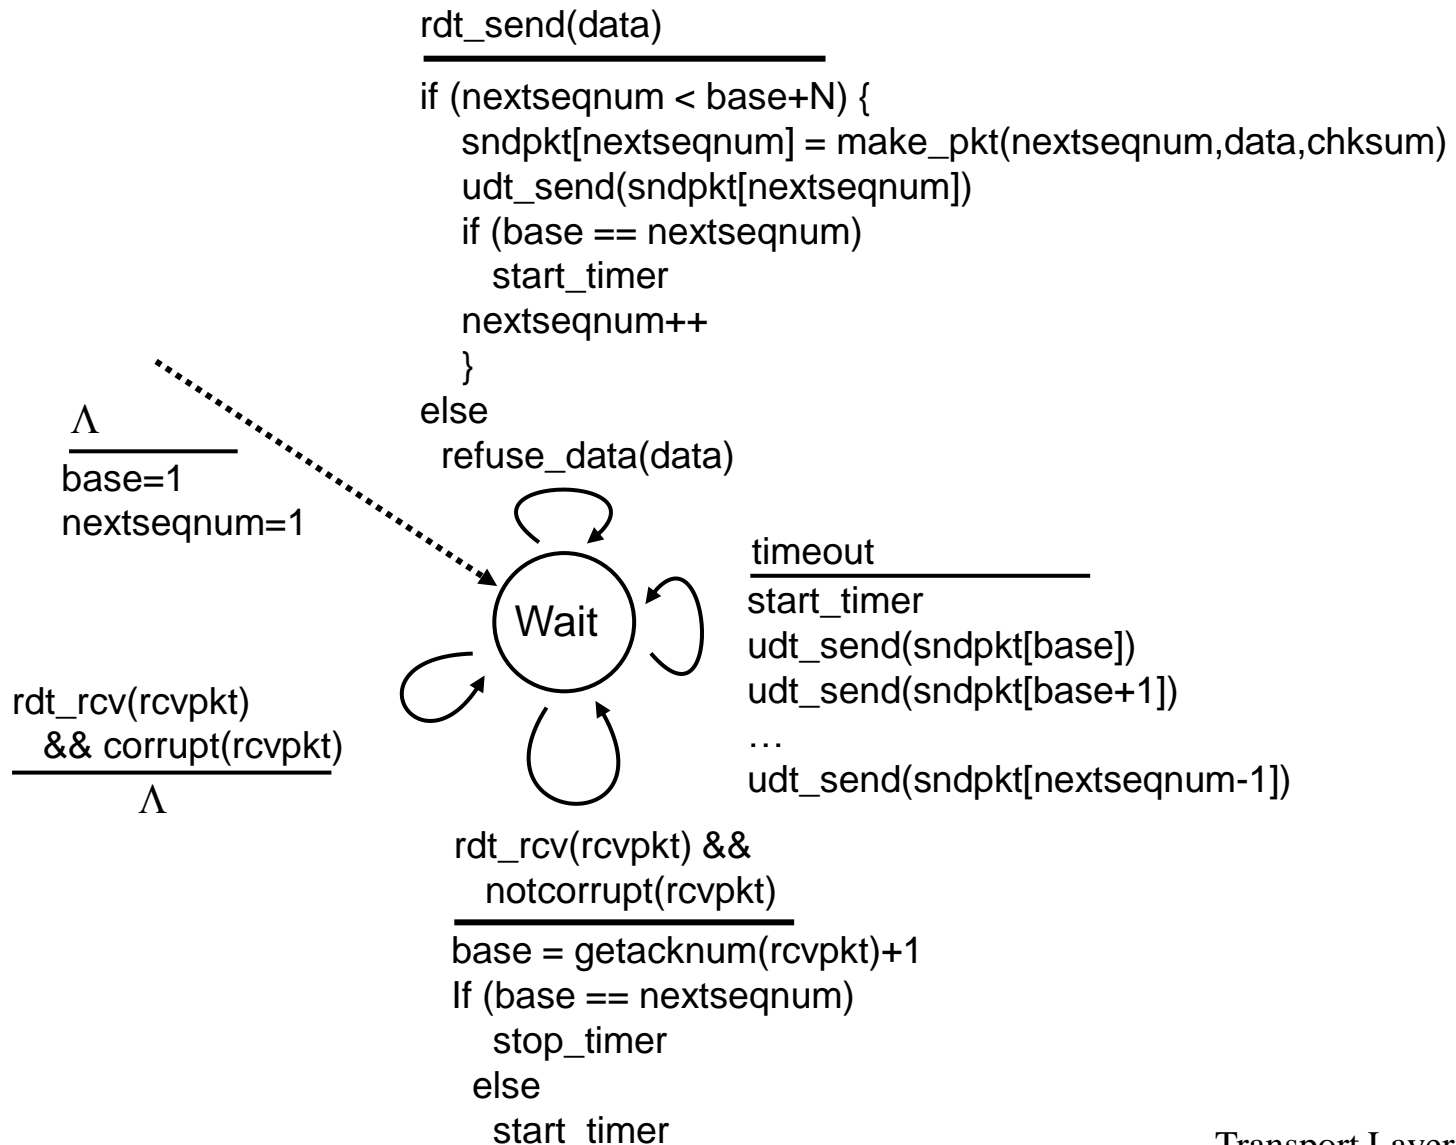 rdt_send(data)
if (nextseqnum < base+N) {
sndpkt[nextseqnum] = make_pkt(nextseqnum,data,chksum)
udt_send(sndpkt[nextseqnum])
if (base == nextseqnum)
start_timer
nextseqnum++
}
else
refuse_data(data)
Λ
base=1
nextseqnum=1
Wait
timeout
start_timer
udt_send(sndpkt[base])
udt_send(sndpkt[base+1])
…
udt_send(sndpkt[nextseqnum-1])
rdt_rcv(rcvpkt)
&& corrupt(rcvpkt)
Λ
rdt_rcv(rcvpkt) &&
notcorrupt(rcvpkt)
base = getacknum(rcvpkt)+1
If (base == nextseqnum)
stop_timer
else
start_timer
Transport Layer